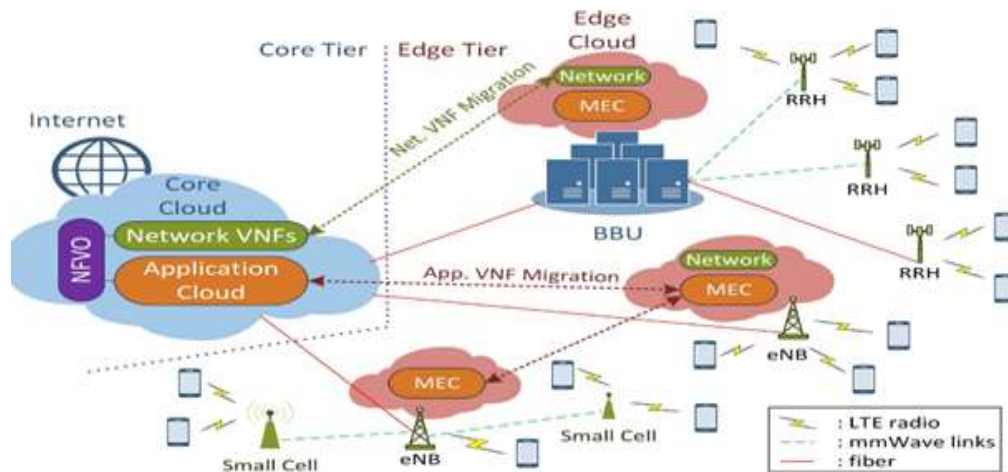 Core Tier
Edge Tier
Edge
Cloud
Network
MEC
BBU
Net. VNF Migration
Internet
Core
Cloud
NFVO
Network VNFs
Application
Cloud
App. VNF Migration
Network
MEC
MEC
RRH
RRH
RRH
eNB
Small Cell
eNB
Small Cell
: LTE radio
: mmWave links
: fiber